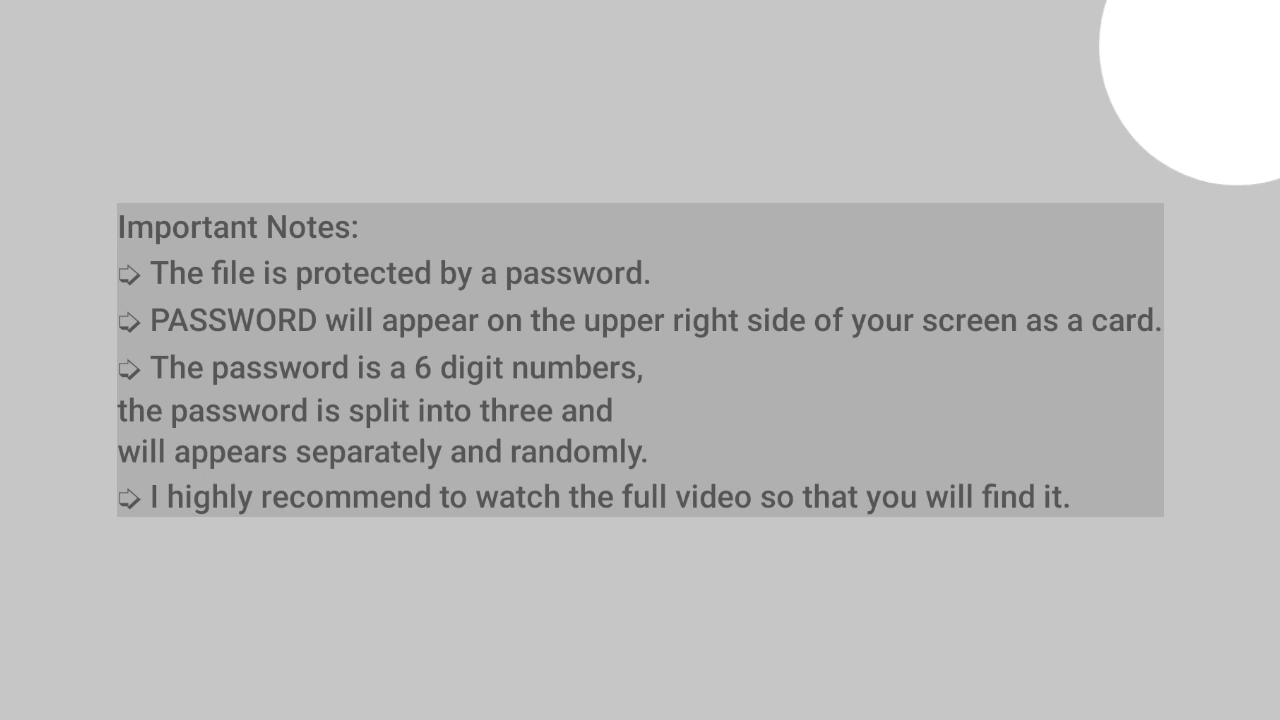 Important Notes:
➩ The file is protected by a password.
➩ PASSWORD will appear on the upper right side of your screen as a card.
➩ The password is a 6 digit numbers,
the password is split into three and
will appears separately and randomly.
➩ I highly recommend to watch the full video so that you will find it.